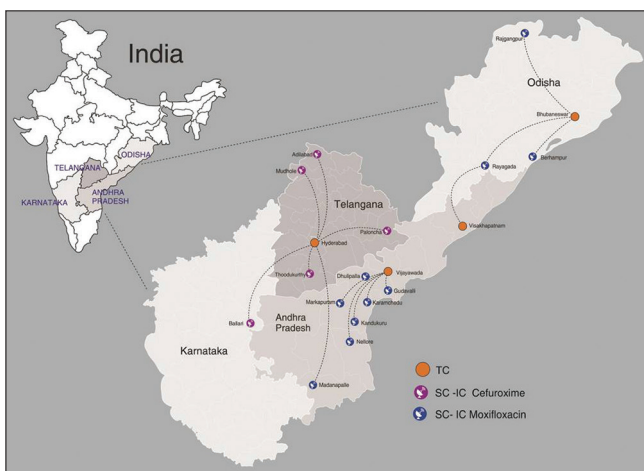 India
ODISHA
TELANGANA
ANDHRA
PRADESH
KARNATAKA
Rajgangpur
Odisha
Bhubaneswar
Berhampur
Rayagada
Visakhapatnam
Adilabad
Mudhole
Telangana
Paloncha
Hyderabad
Thoodukurthy
Dhulipalla
Vijayawada
Gudavalli
Markapuram
Karamchedu
Andhra
Pradesh
Kandukuru
Ballari
Nellore
Karnataka
Madanapalle
TC
SC -IC Cefuroxime
SC- IC Moxifloxacin